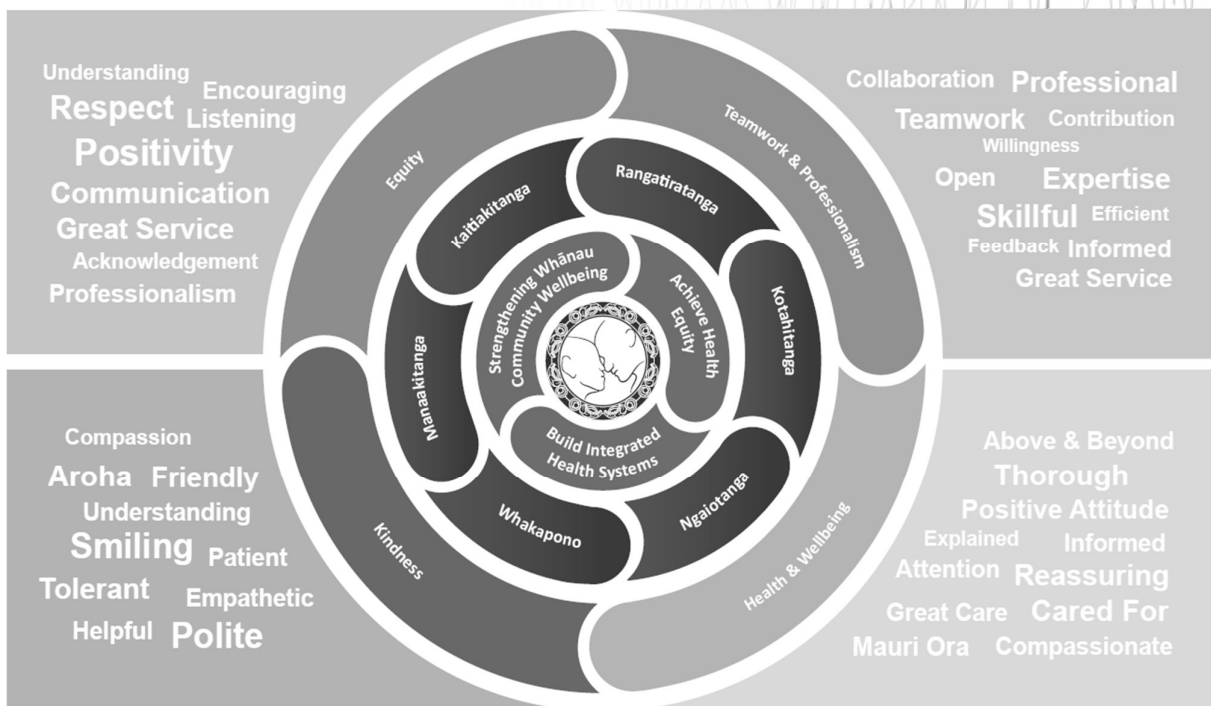 Understanding
Encouraging
Respect
Listening
Positivity
Communication
Great Service
Acknowledgement
Professionalism
Collaboration
Professional
Teamwork
Contribution
Willingness
Open
Expertise
Skillful
Efficient
Feedback
Informed
Great Service
Equity
Teamwork & Professionalism
Kaitiakitanga
Rangatiratanga
Manaakitanga
Kotahitanga
Whakapono
Ngaiotanga
Strengthening Whānau
Community Wellbeing
Achieve Health
Equity
Build Integrated
Health Systems
Kindness
Health & Wellbeing
Compassion
Aroha
Friendly
Understanding
Smiling
Patient
Tolerant
Empathetic
Helpful
Polite
Above & Beyond
Thorough
Positive Attitude
Explained
Informed
Attention
Reassuring
Great Care
Cared For
Mauri Ora
Compassionate